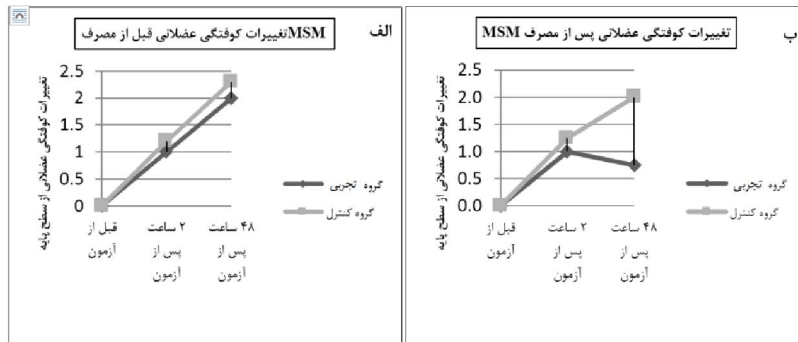 الف
MSMتغییرات کوفتگی عضلانی قبل از مصرف
تغییرات کوفتگی عضلانی از سطح پایه
2.5
2
1.5
1
0.5
0
قبل از آزمون
۲ ساعت پس از آزمون
۴۸ ساعت پس از آزمون
گروه تجربی
گروه کنترل
ب
تغییرات کوفتگی عضلانی پس از مصرف MSM
تغییرات کوفتگی عضلانی از سطح پایه
2.5
2.0
1.5
1.0
0.5
0.0
قبل از آزمون
۲ ساعت پس از آزمون
۴۸ ساعت پس از آزمون
گروه تجربی
گروه کنترل